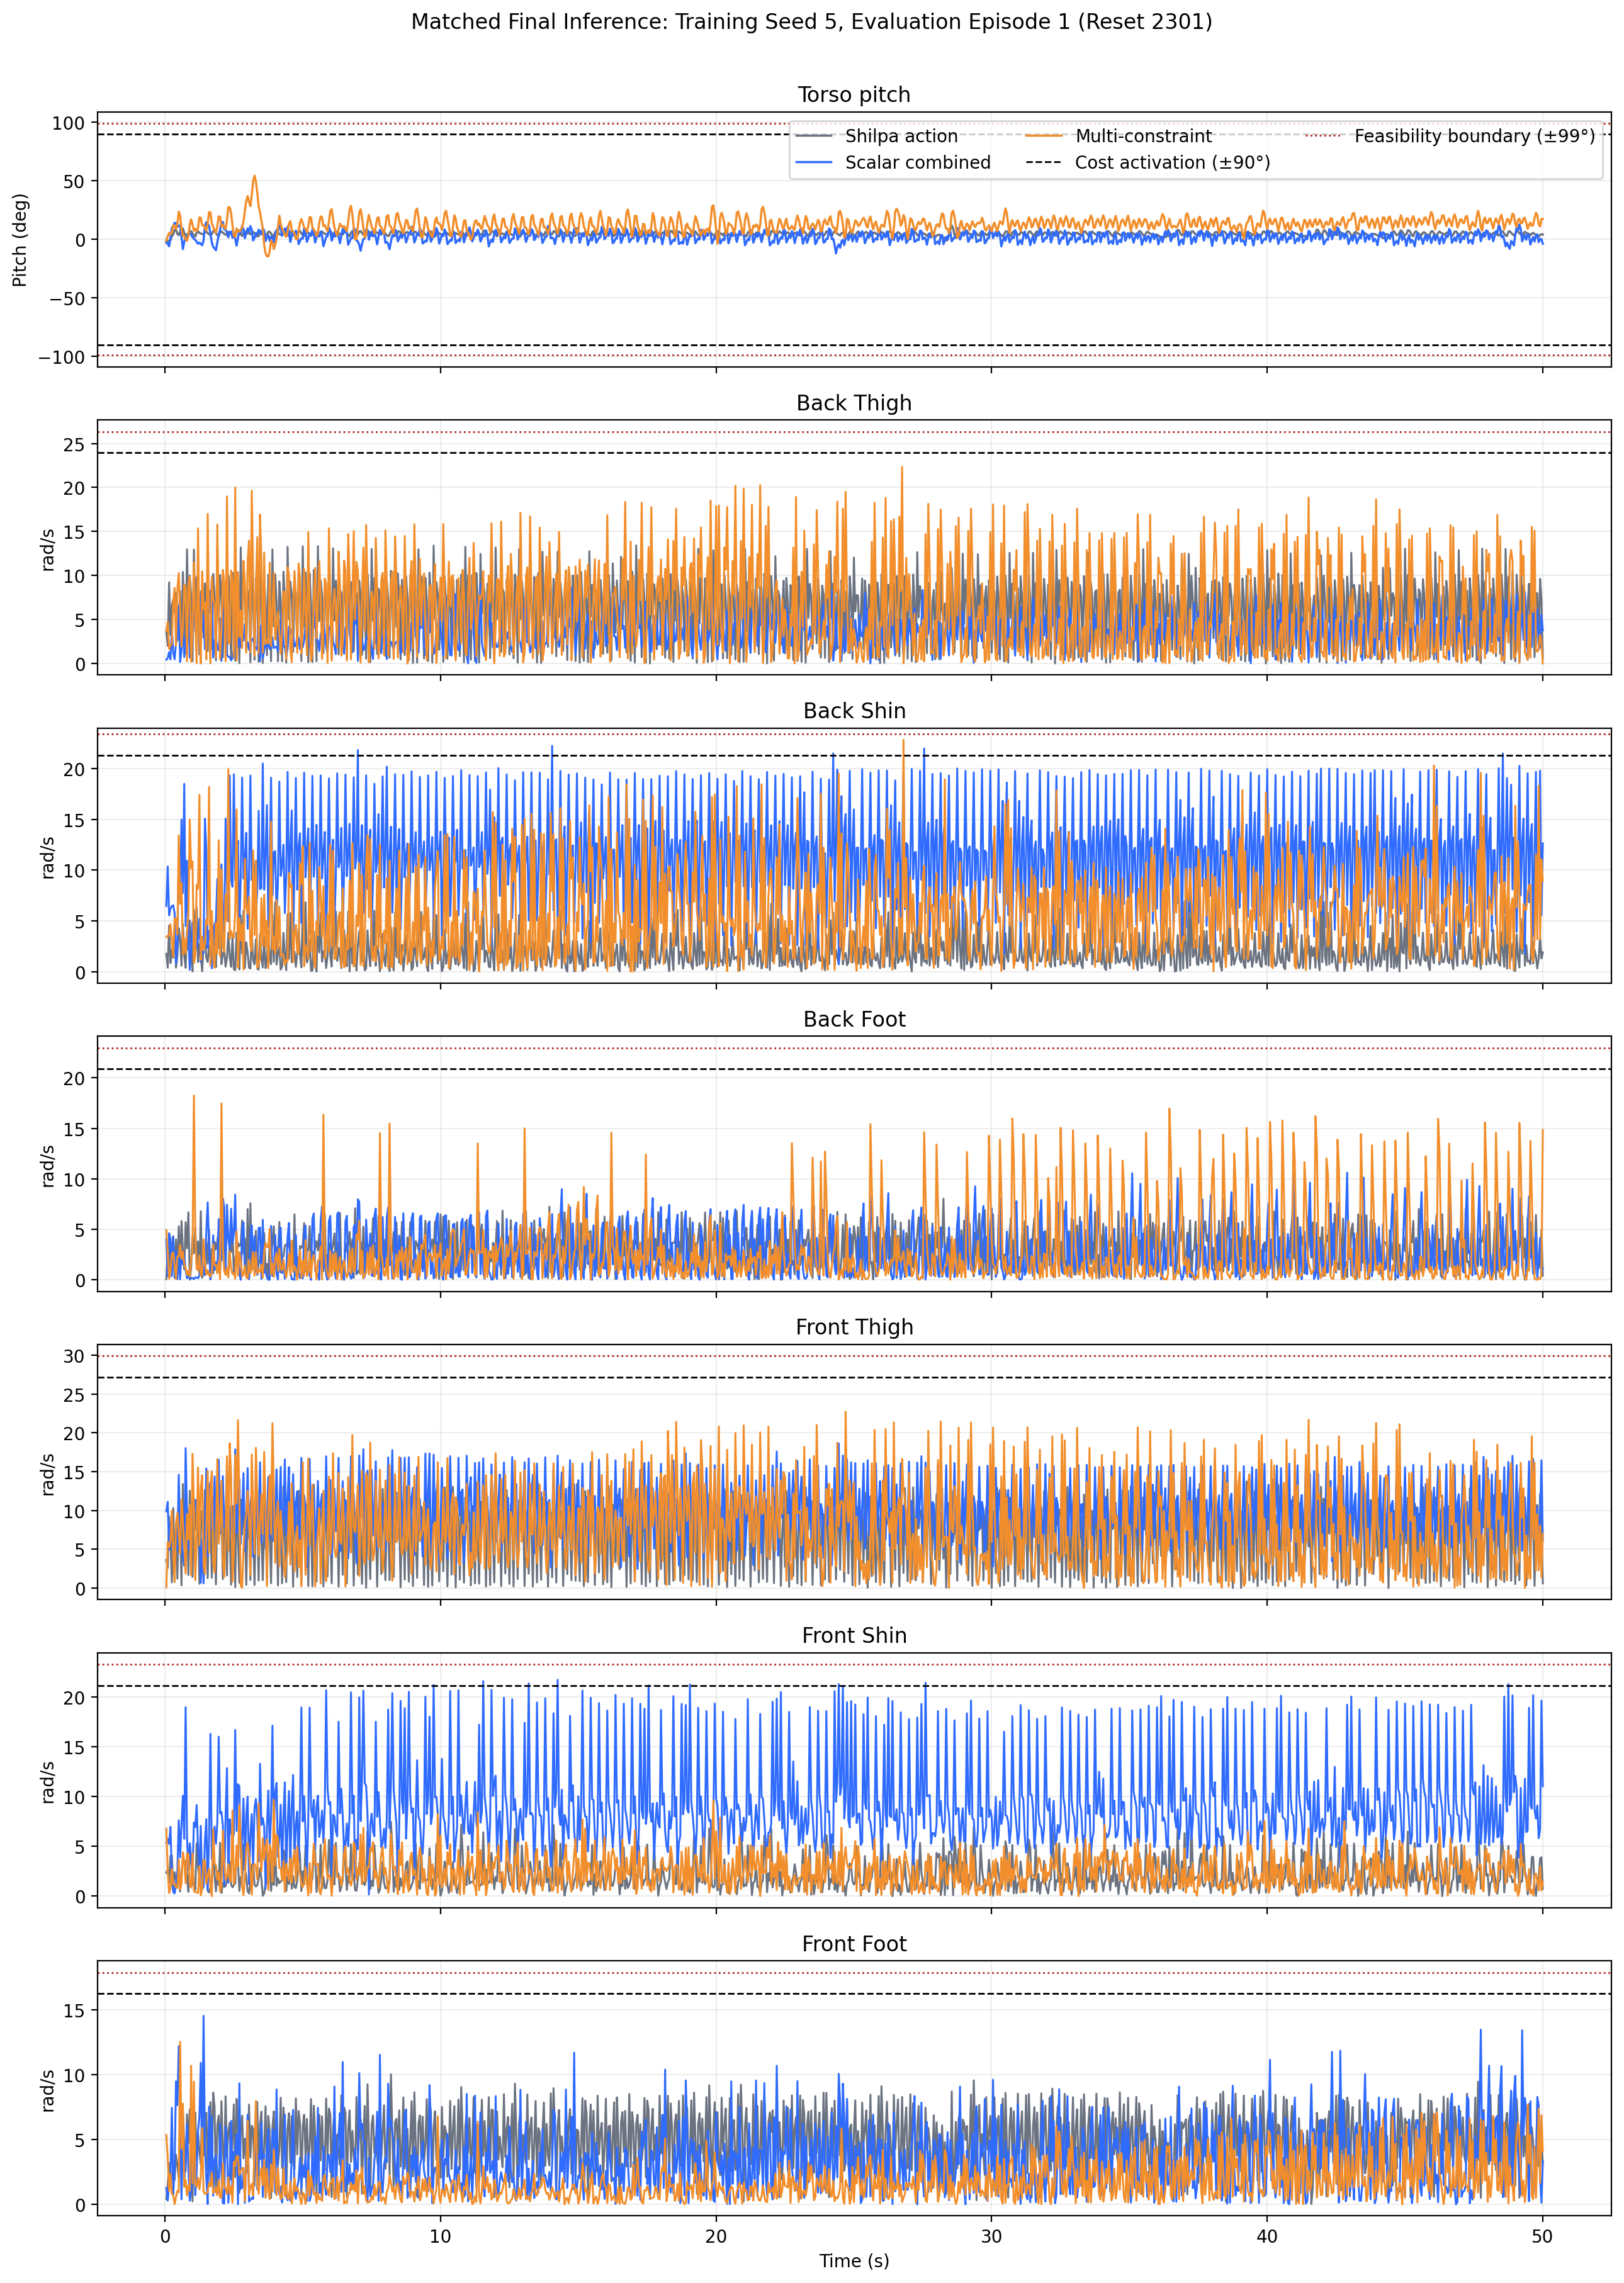 Matched Final Inference: Training Seed 5, Evaluation Episode 1 (Reset 2301)
Torso pitch
Pitch (deg)
100
50
0
−50
−100
Shilpa action
Scalar combined
Multi-constraint
Cost activation (±90°)
Feasibility boundary (±99°)
Back Thigh
rad/s
25
20
15
10
5
0
Back Shin
rad/s
20
15
10
5
0
Back Foot
rad/s
20
15
10
5
0
Front Thigh
rad/s
30
25
20
15
10
5
0
Front Shin
rad/s
20
15
10
5
0
Front Foot
rad/s
15
10
5
0
0 10 20 30 40 50
Time (s)